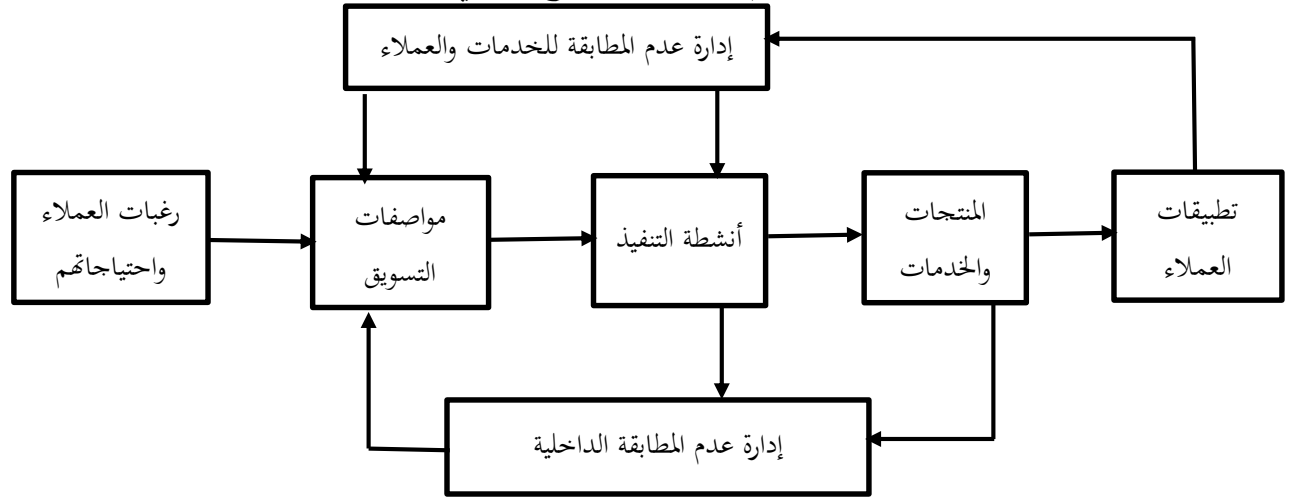 إدارة عدم المطابقة للخدمات والعملاء
رغبات العملاء
واحتياجاتهم
مواصفات
التسويق
أنشطة التنفيذ
المنتجات
والخدمات
تطبيقات
العملاء
إدارة عدم المطابقة الداخلية